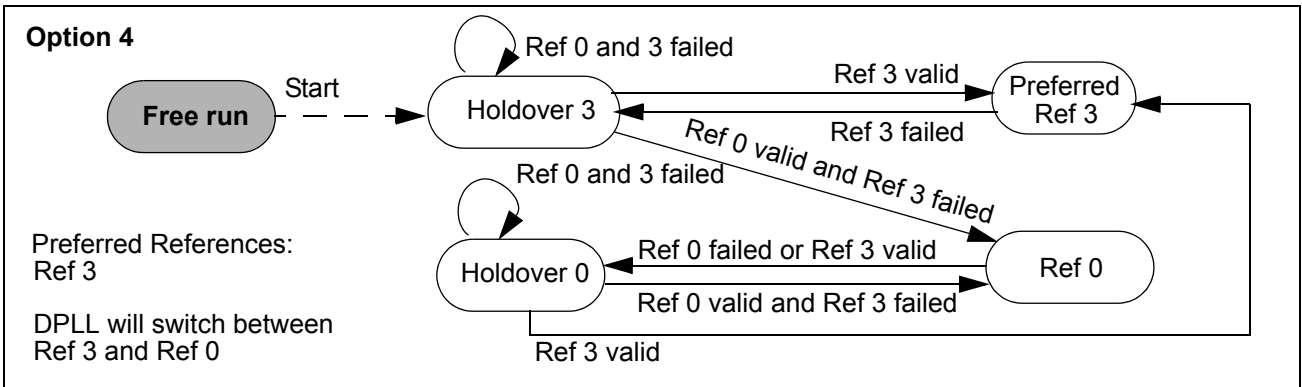 Option 4
Ref 0 and 3 failed
Start
Free run
Holdover 3
Ref 3 valid
Preferred
Ref 3
Ref 3 failed
Ref 0 valid and Ref 3 failed
Ref 0 and 3 failed
Preferred References:
Ref 3
Holdover 0
Ref 0 failed or Ref 3 valid
Ref 0
Ref 0 valid and Ref 3 failed
DPLL will switch between
Ref 3 and Ref 0
Ref 3 valid